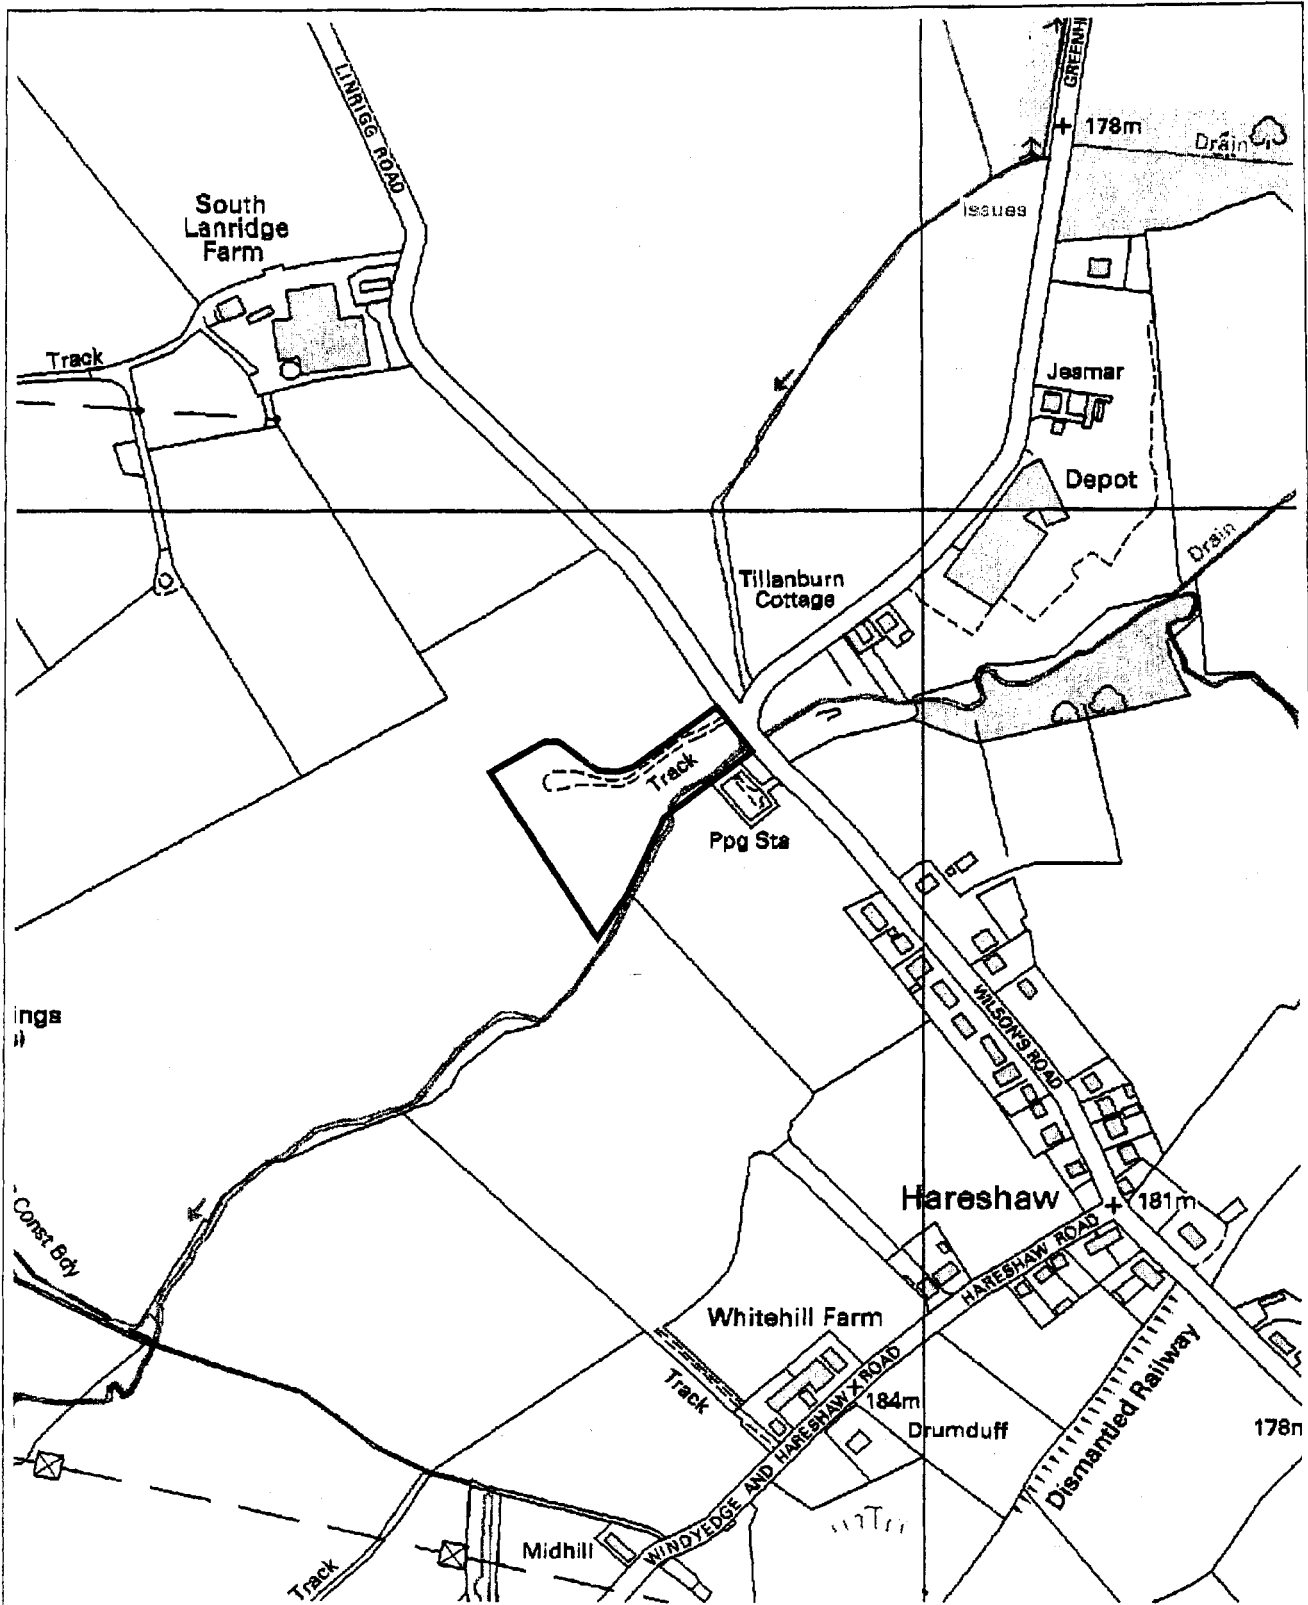 LINRIGG ROAD
GREENHI
178m
Drain
South
Lanridge
Farm
Issues
Track
Jesmar
Depot
Drain
Tillanburn
Cottage
Track
Ppg Sta
ings
WILSON'S ROAD
Const Bdy
Hareshaw
181m
HARESHAW ROAD
Whitehill Farm
Track
184m
Drumduff
Dismantled Railway
178m
WINDYEDGE AND HARESHAW X ROAD
Midhill
Track